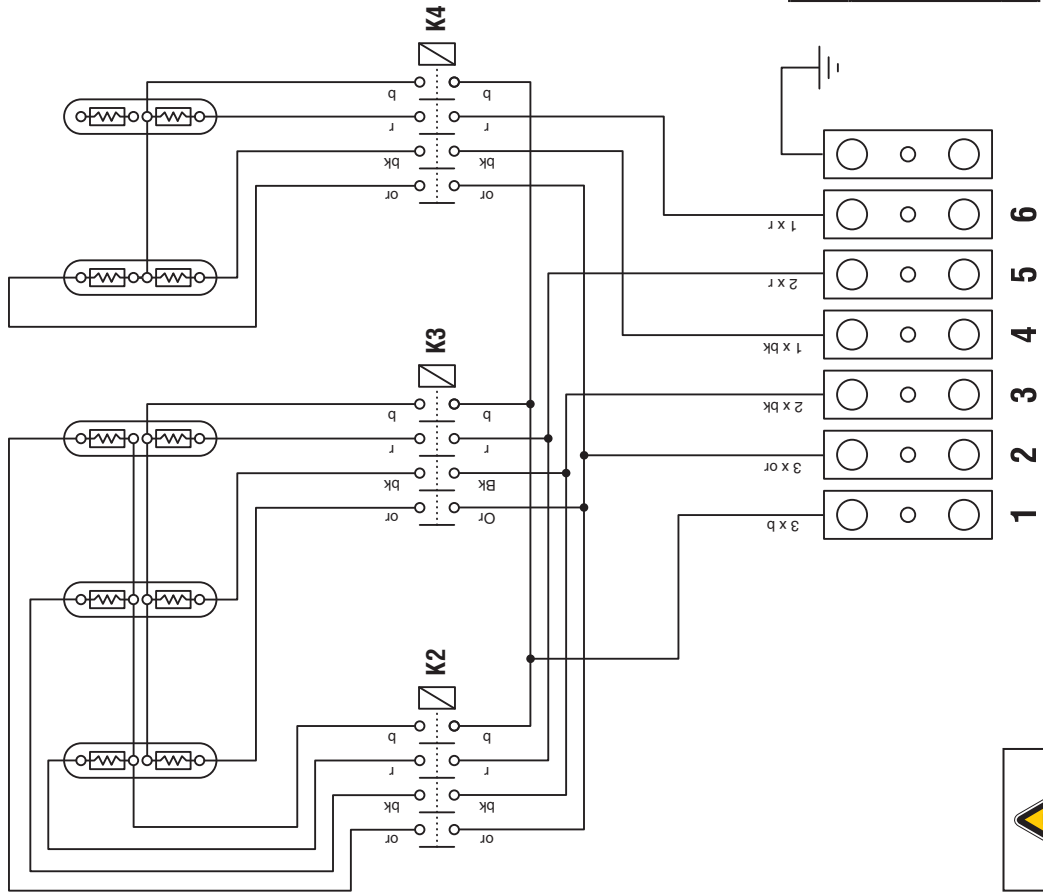 K4
b b
r r
bk bk
or or
1 x r
6
2 x r
5
1 x bk
4
2 x bk
3
3 x or
2
3 x b
1
K3
b b
r r
bk Bk
or Or
K2
b b
r r
bk bk
or or